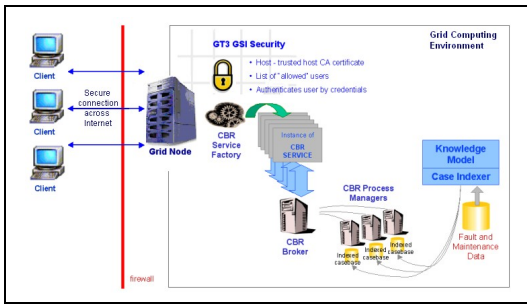 Grid Computing
Environment
GT3 GSI Security
• Host - trusted host CA certificate
• List of "allowed" users
• Authenticates user by credentials
Client
Secure
connection
across
Internet
Client
Client
Grid Node
CBR
Service
Factory
Instance of
CBR
SERVICE
CBR
Broker
CBR Process
Managers
Indexed
casebase
Indexed
casebase
Indexed
casebase
Knowledge
Model
Case Indexer
Fault and
Maintenance
Data
firewall